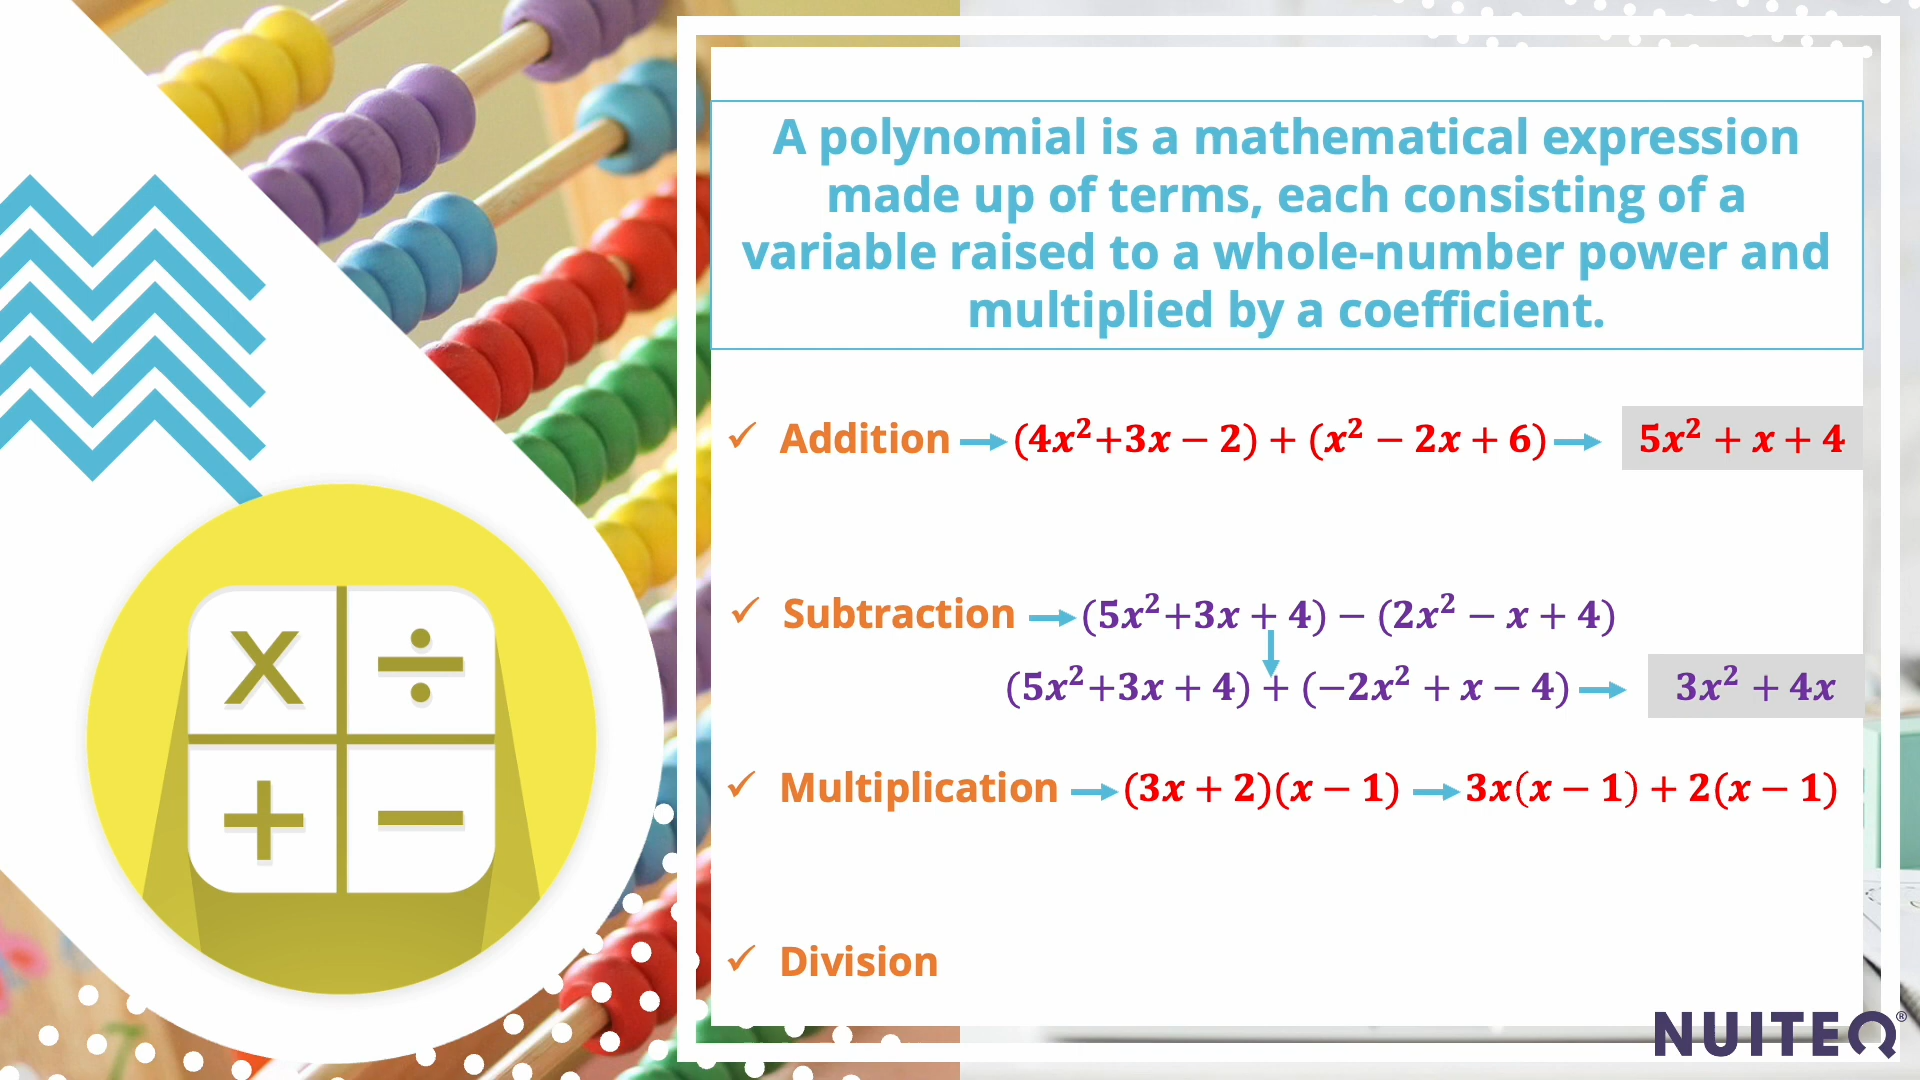 A polynomial is a mathematical expression
made up of terms, each consisting of a
variable raised to a whole-number power and
multiplied by a coefficient.
✓ Addition → (4x²+3x − 2) + (x² − 2x + 6) → 5x² + x + 4
✓ Subtraction → (5x²+3x + 4) − (2x² − x + 4)
↓
(5x²+3x + 4) + (−2x² + x − 4) → 3x² + 4x
x ÷
✓ Multiplication → (3x + 2)(x − 1) → 3x(x − 1) + 2(x − 1)
+ −
✓ Division
NUITEQ®